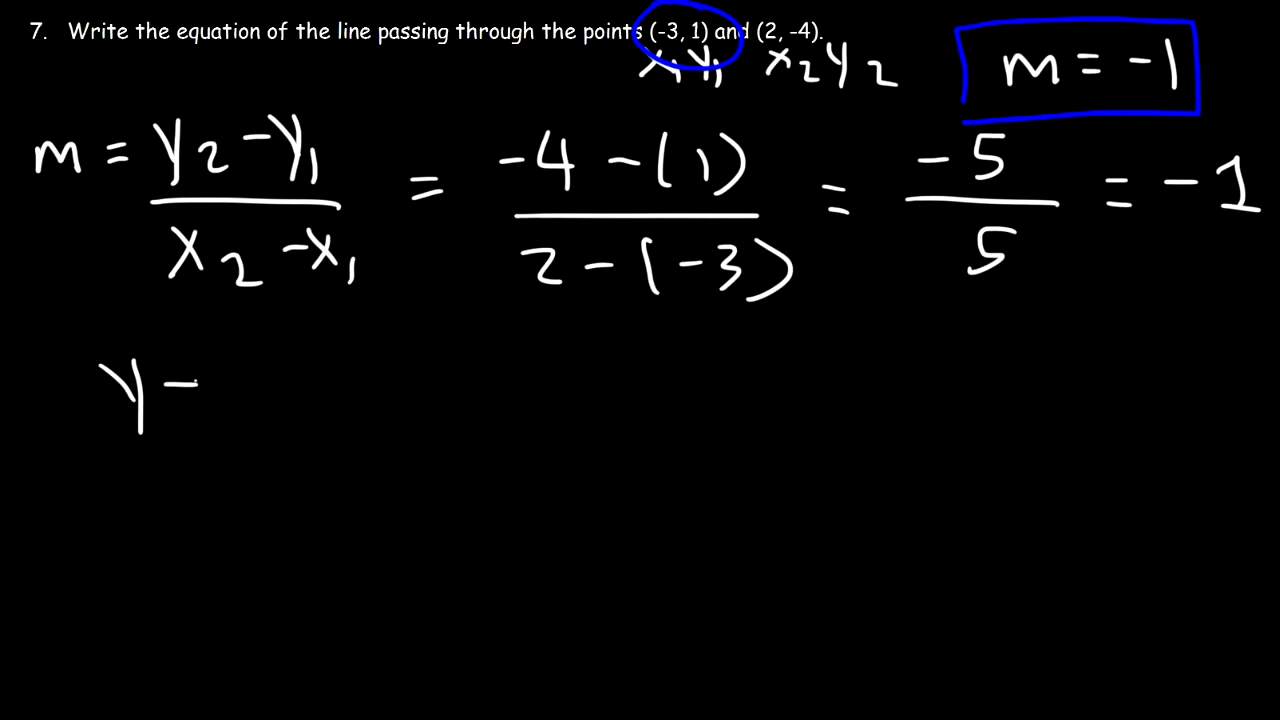 7. Write the equation of the line passing through the points (-3, 1) and (2, -4).
x₁ y₁ x₂ y₂
m = -1
m = y₂ - y₁ / x₂ - x₁ = -4 - (1) / 2 - (-3) = -5 / 5 = -1
y -